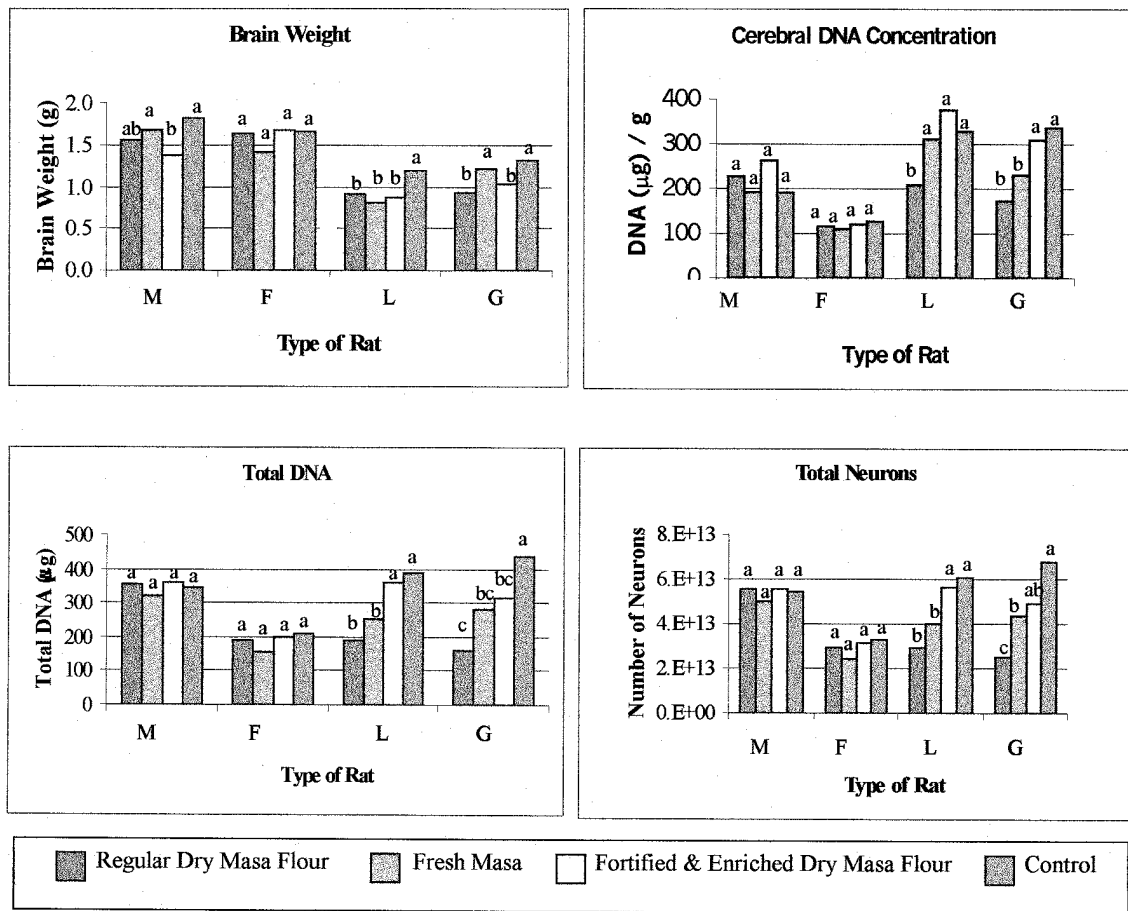 Brain Weight
Brain Weight (g)
2.0
1.5
1.0
0.5
0.0
ab a b a
a a a a
b b b a
b a b a
M F L G
Type of Rat
Cerebral DNA Concentration
DNA (µg) / g
400
300
200
100
0
a a a a
a a a a
b a a a
b b a a
M F L G
Type of Rat
Total DNA
Total DNA (µg)
500
400
300
200
100
0
a a a a
a a a a
b b a a
c bc bc a
M F L G
Type of Rat
Total Neurons
Number of Neurons
8.E+13
6.E+13
4.E+13
2.E+13
0.E+00
a a a a
a a a a
b b a a
c b ab a
M F L G
Type of Rat
Regular Dry Masa Flour Fresh Masa Fortified & Enriched Dry Masa Flour Control